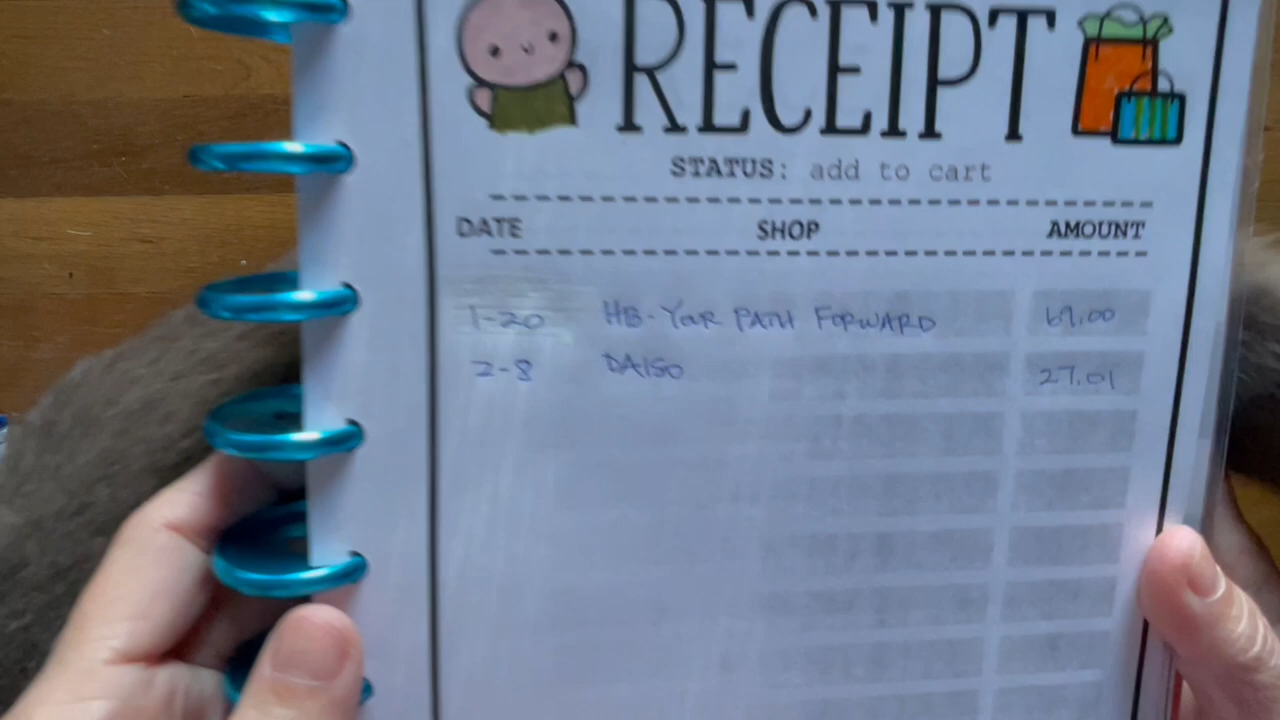 RECEIPT
STATUS: add to cart
DATE SHOP AMOUNT
1-20 HB-Your PATH FORWARD 69.00
2-8 DAISO 27.01